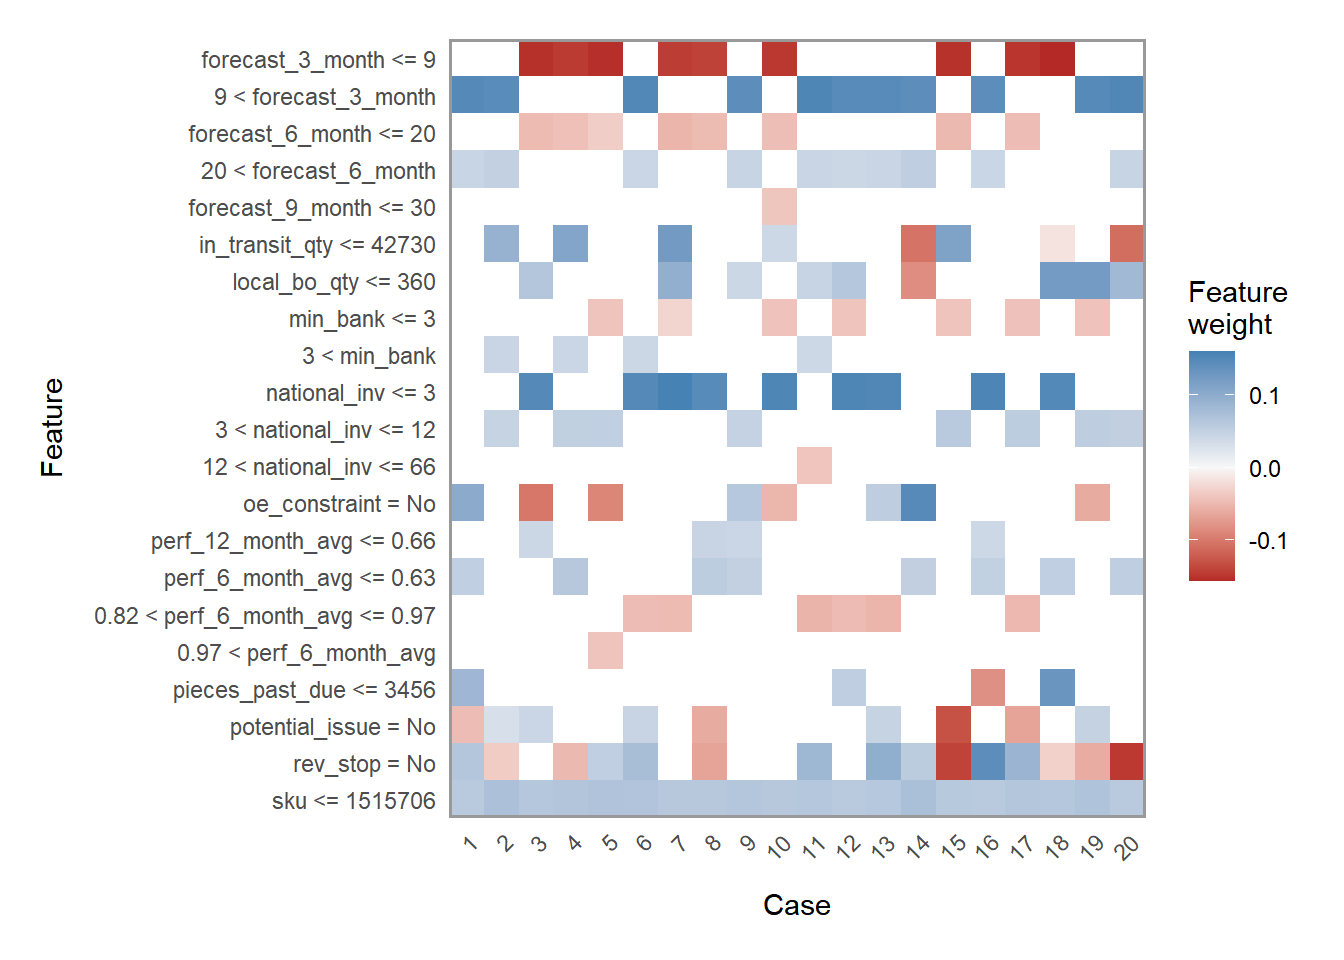 forecast_3_month <= 9
9 < forecast_3_month
forecast_6_month <= 20
20 < forecast_6_month
forecast_9_month <= 30
in_transit_qty <= 42730
local_bo_qty <= 360
min_bank <= 3
3 < min_bank
national_inv <= 3
3 < national_inv <= 12
12 < national_inv <= 66
oe_constraint = No
perf_12_month_avg <= 0.66
perf_6_month_avg <= 0.63
0.82 < perf_6_month_avg <= 0.97
0.97 < perf_6_month_avg
pieces_past_due <= 3456
potential_issue = No
rev_stop = No
sku <= 1515706
Feature
1 2 3 4 5 6 7 8 9 10 11 12 13 14 15 16 17 18 19 20
Case
Feature
weight
0.1
0.0
-0.1